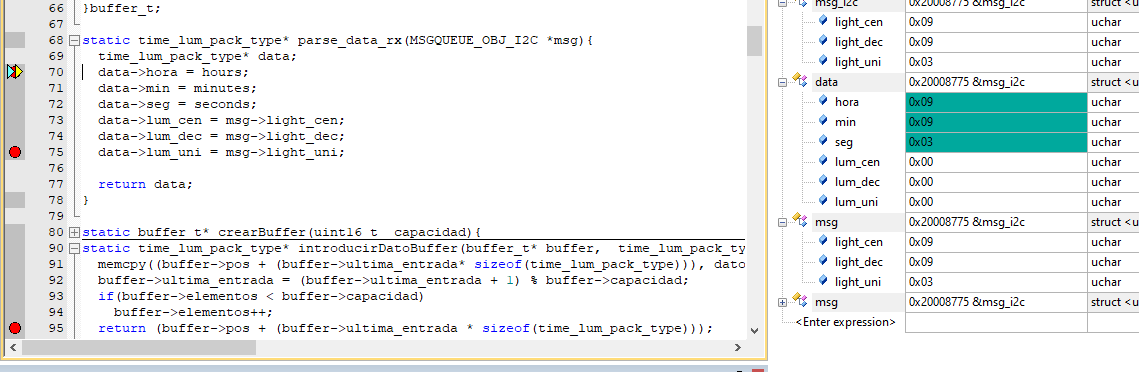 66 }buffer_t;
67
68 static time_lum_pack_type* parse_data_rx(MSGQUEUE_OBJ_I2C *msg){
69 time_lum_pack_type* data;
70 data->hora = hours;
71 data->min = minutes;
72 data->seg = seconds;
73 data->lum_cen = msg->light_cen;
74 data->lum_dec = msg->light_dec;
75 data->lum_uni = msg->light_uni;
76
77 return data;
78 }
79
80 static buffer_t* crearBuffer(uint16_t capacidad){
90 static time_lum_pack_type* introducirDatoBuffer(buffer_t* buffer, time_lum_pack_ty
91 memcpy((buffer->pos + (buffer->ultima_entrada* sizeof(time_lum_pack_type))), dato
92 buffer->ultima_entrada = (buffer->ultima_entrada + 1) % buffer->capacidad;
93 if(buffer->elementos < buffer->capacidad)
94 buffer->elementos++;
95 return (buffer->pos + (buffer->ultima_entrada * sizeof(time_lum_pack_type)));
msg_i2c 0x20008775 &msg_i2c struct <u
light_cen 0x09 uchar
light_dec 0x09 uchar
light_uni 0x03 uchar
data 0x20008775 &msg_i2c struct <u
hora 0x09 uchar
min 0x09 uchar
seg 0x03 uchar
lum_cen 0x00 uchar
lum_dec 0x00 uchar
lum_uni 0x00 uchar
msg 0x20008775 &msg_i2c struct <u
light_cen 0x09 uchar
light_dec 0x09 uchar
light_uni 0x03 uchar
msg 0x20008775 &msg_i2c struct <u
<Enter expression>